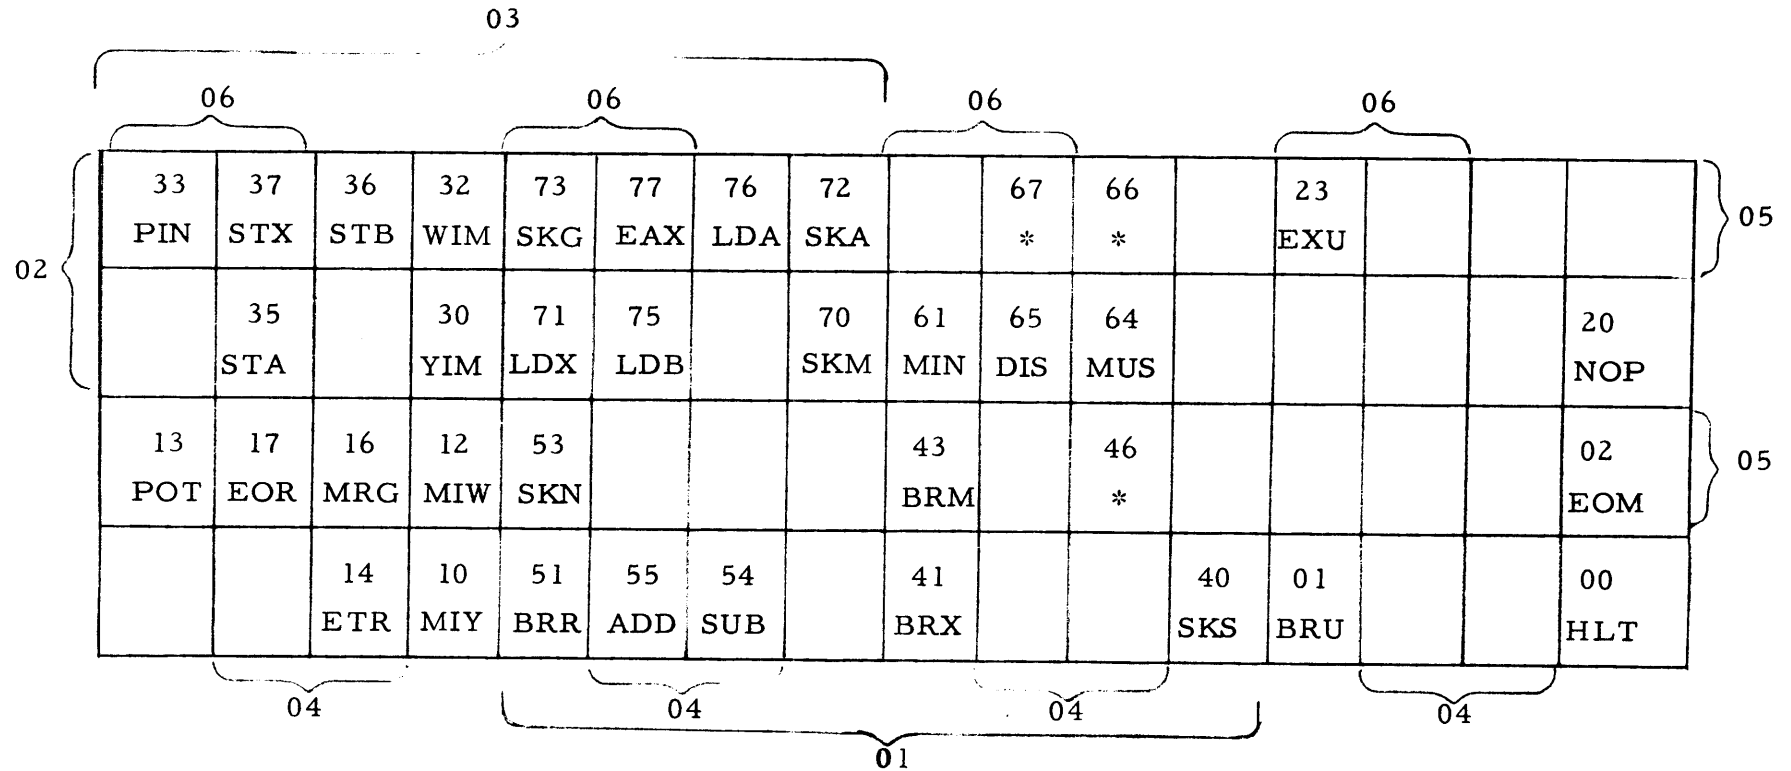 03
06 06 06 06
33 37 36 32 73 77 76 72 67 66 23
PIN STX STB WIM SKG EAX LDA SKA * * EXU
05
02
35 30 71 75 70 61 65 64 20
STA YIM LDX LDB SKM MIN DIS MUS NOP
13 17 16 12 53 43 46 02
POT EOR MRG MIW SKN BRM * EOM
05
14 10 51 55 54 41 40 01 00
ETR MIY BRR ADD SUB BRX SKS BRU HLT
04 04 04 04
01